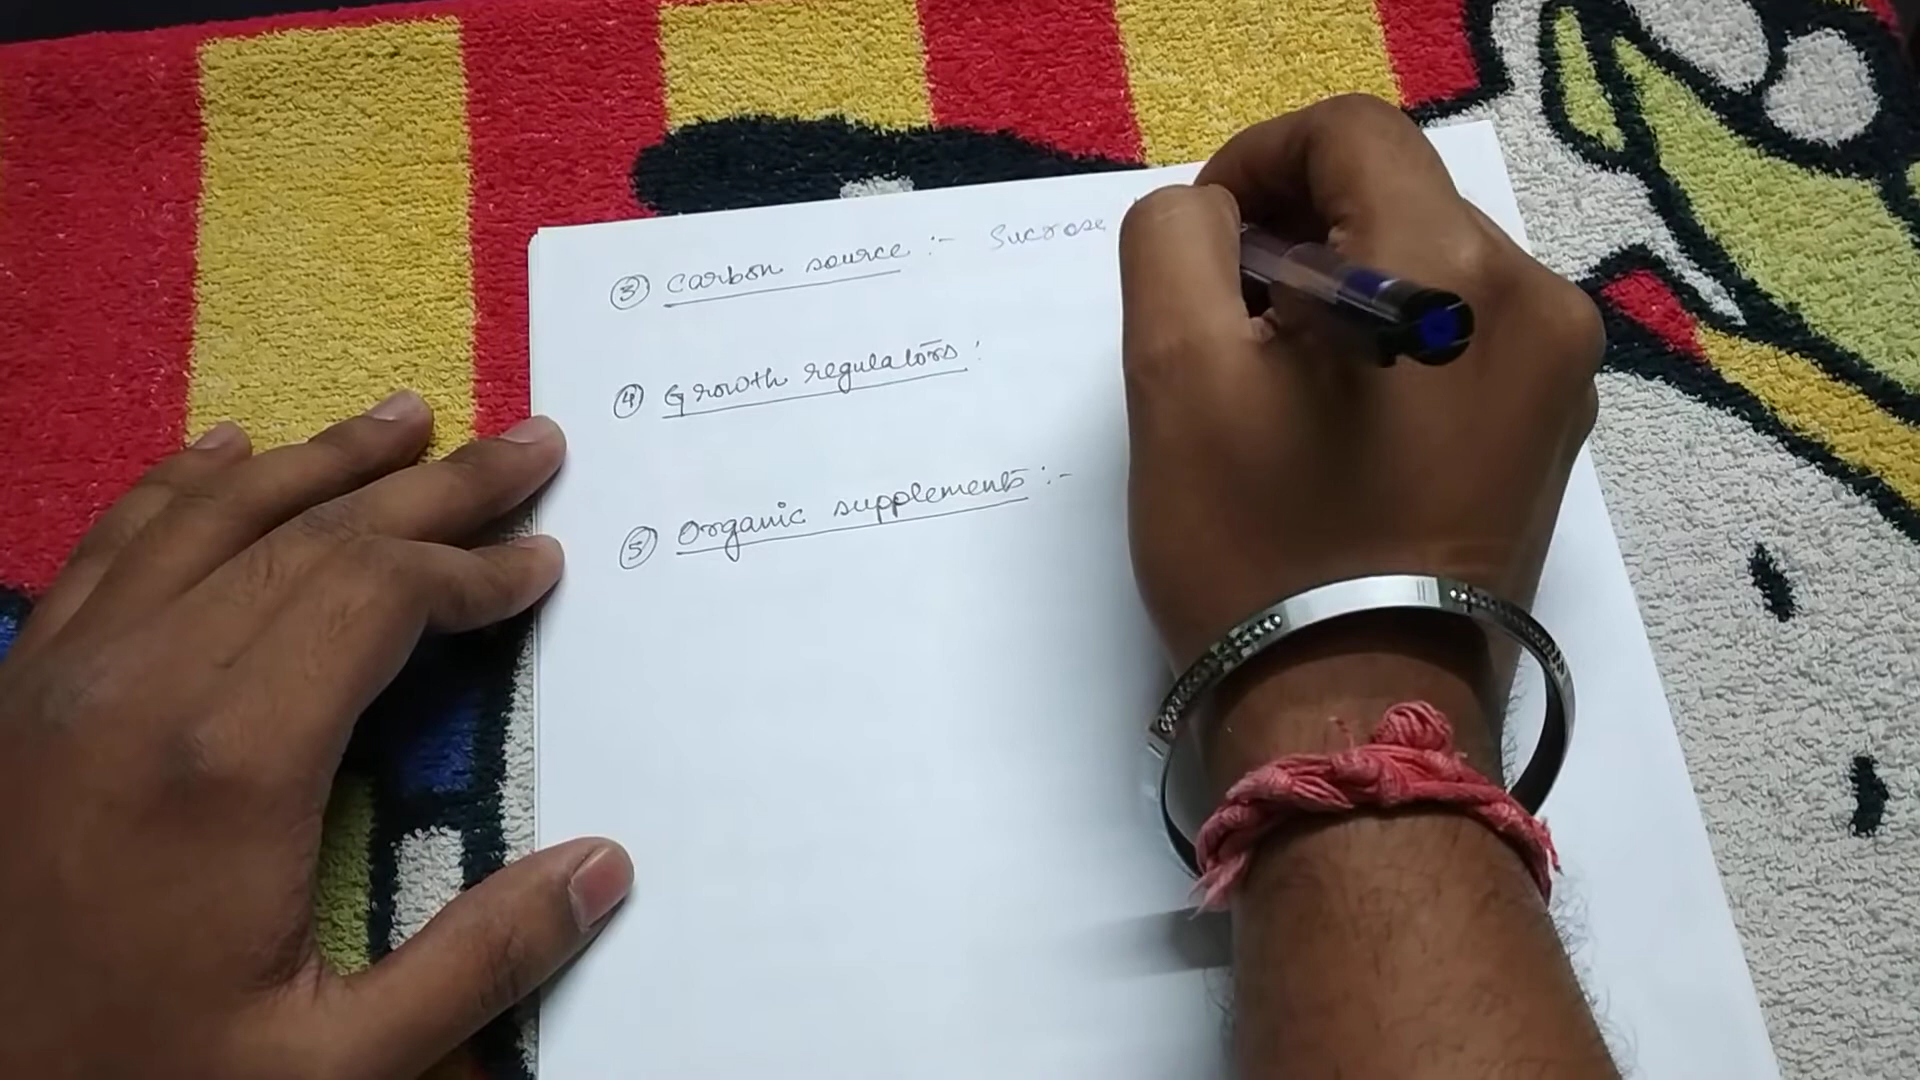 ③ Carbon source :- Sucrose
④ Growth regulators :
⑤ Organic supplements :-